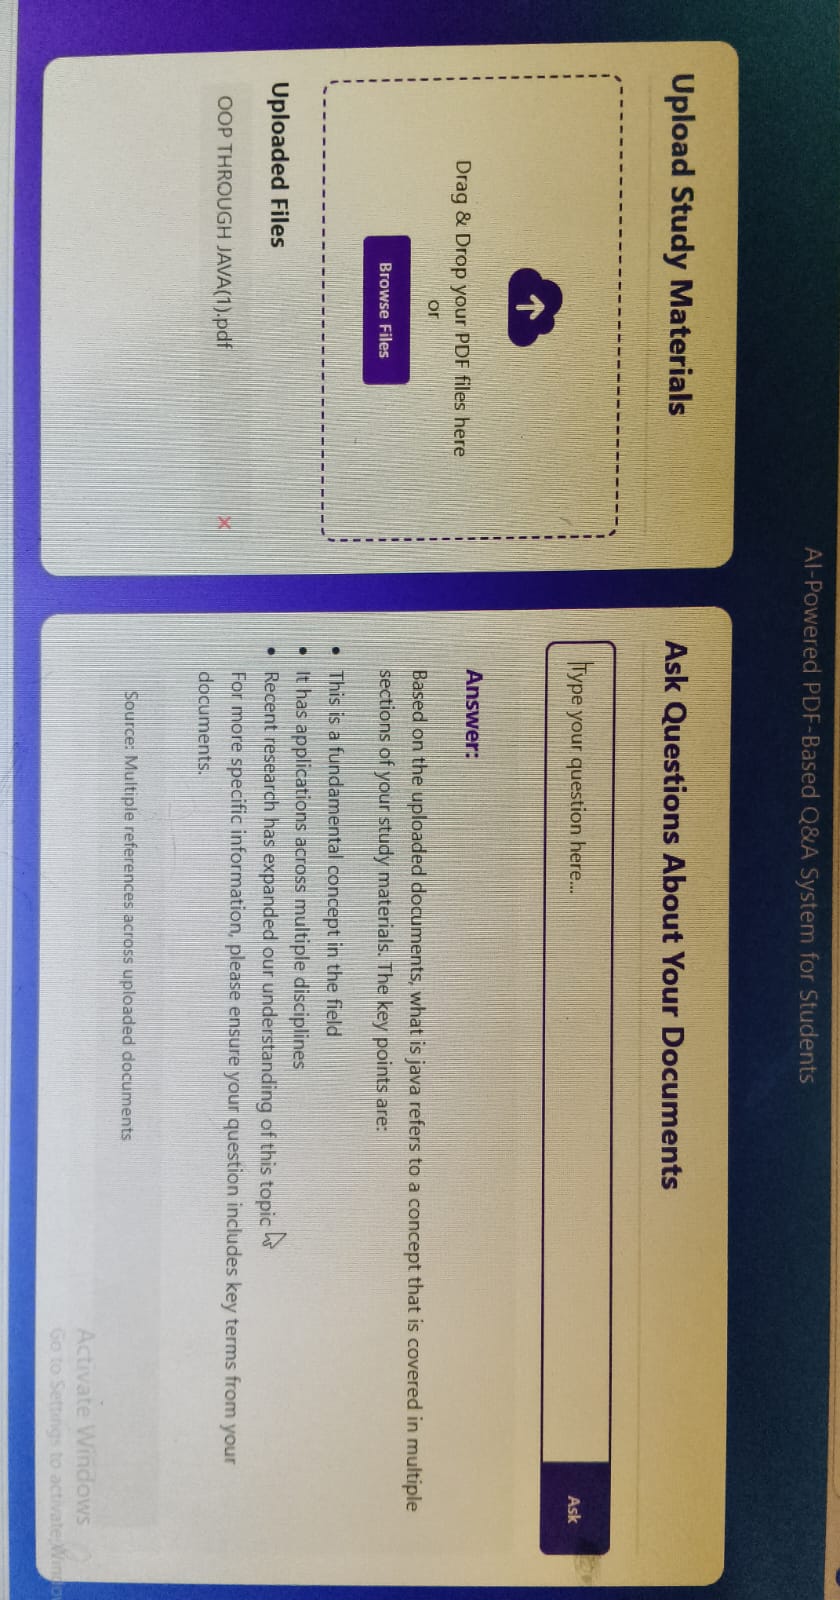 AI-Powered PDF-Based Q&A System for Students
Upload Study Materials
Drag & Drop your PDF files here
or
Browse Files
Uploaded Files
OOP THROUGH JAVA(1).pdf
×
Ask Questions About Your Documents
Type your question here...
Ask
Answer:
Based on the uploaded documents, what is java refers to a concept that is covered in multiple
sections of your study materials. The key points are:
• This is a fundamental concept in the field
• It has applications across multiple disciplines
• Recent research has expanded our understanding of this topic
For more specific information, please ensure your question includes key terms from your
documents.
Source: Multiple references across uploaded documents
Activate Windows
Go to Settings to activate